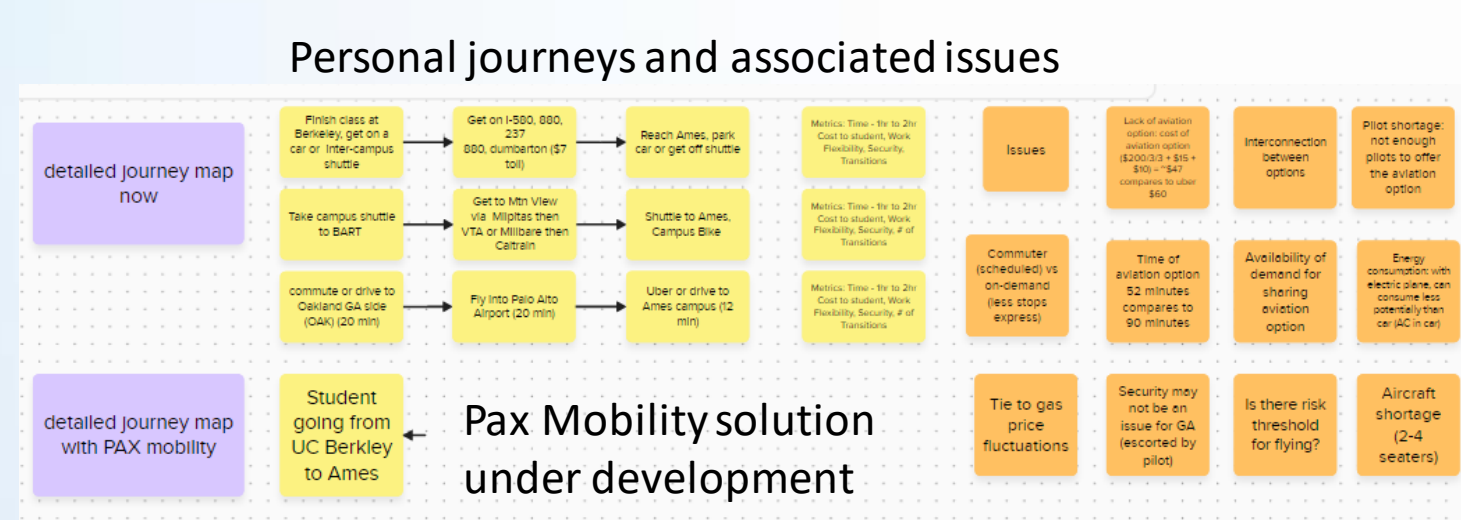 Personal journeys and associated issues
detailed journey map
now
Finish class at
Berkeley, get on a
car or Inter-campus
shuttle
Get on I-580, 880,
237
880, dumbarton ($7
toll)
Reach Ames, park
car or get off shuttle
Metrics: Time - 1hr to 2hr
Cost to student, Work
Flexibility, Security,
Transitions
Take campus shuttle
to BART
Get to Mtn View
via Milpitas then
VTA or Millbare then
Caltrain
Shuttle to Ames,
Campus Bike
Metrics: Time - 1hr to 2hr
Cost to student, Work
Flexibility, Security, # of
Transitions
commute or drive to
Oakland GA side
(OAK) (20 min)
Fly into Palo Alto
Airport (20 min)
Uber or drive to
Ames campus (12
min)
Metrics: Time - 1hr to 2hr
Cost to student, Work
Flexibility, Security, # of
Transitions
Issues
Lack of aviation
option: cost of
aviation option
($200/3/3 + $15 +
$10) - ~$47
compares to uber
$60
Interconnection
between
options
Pilot shortage:
not enough
pilots to offer
the aviation
option
Commuter
(scheduled) vs
on-demand
(less stops
express)
Time of
aviation option
52 minutes
compares to
90 minutes
Availability of
demand for
sharing
aviation
option
Energy
consumption: with
electric plane, can
consume less
potentially than
car (AC in car)
detailed journey map
with PAX mobility
Student
going from
UC Berkley
to Ames
Pax Mobility solution
under development
Tie to gas
price
fluctuations
Security may
not be an
issue for GA
(escorted by
pilot)
Is there risk
threshold
for flying?
Aircraft
shortage
(2-4
seaters)